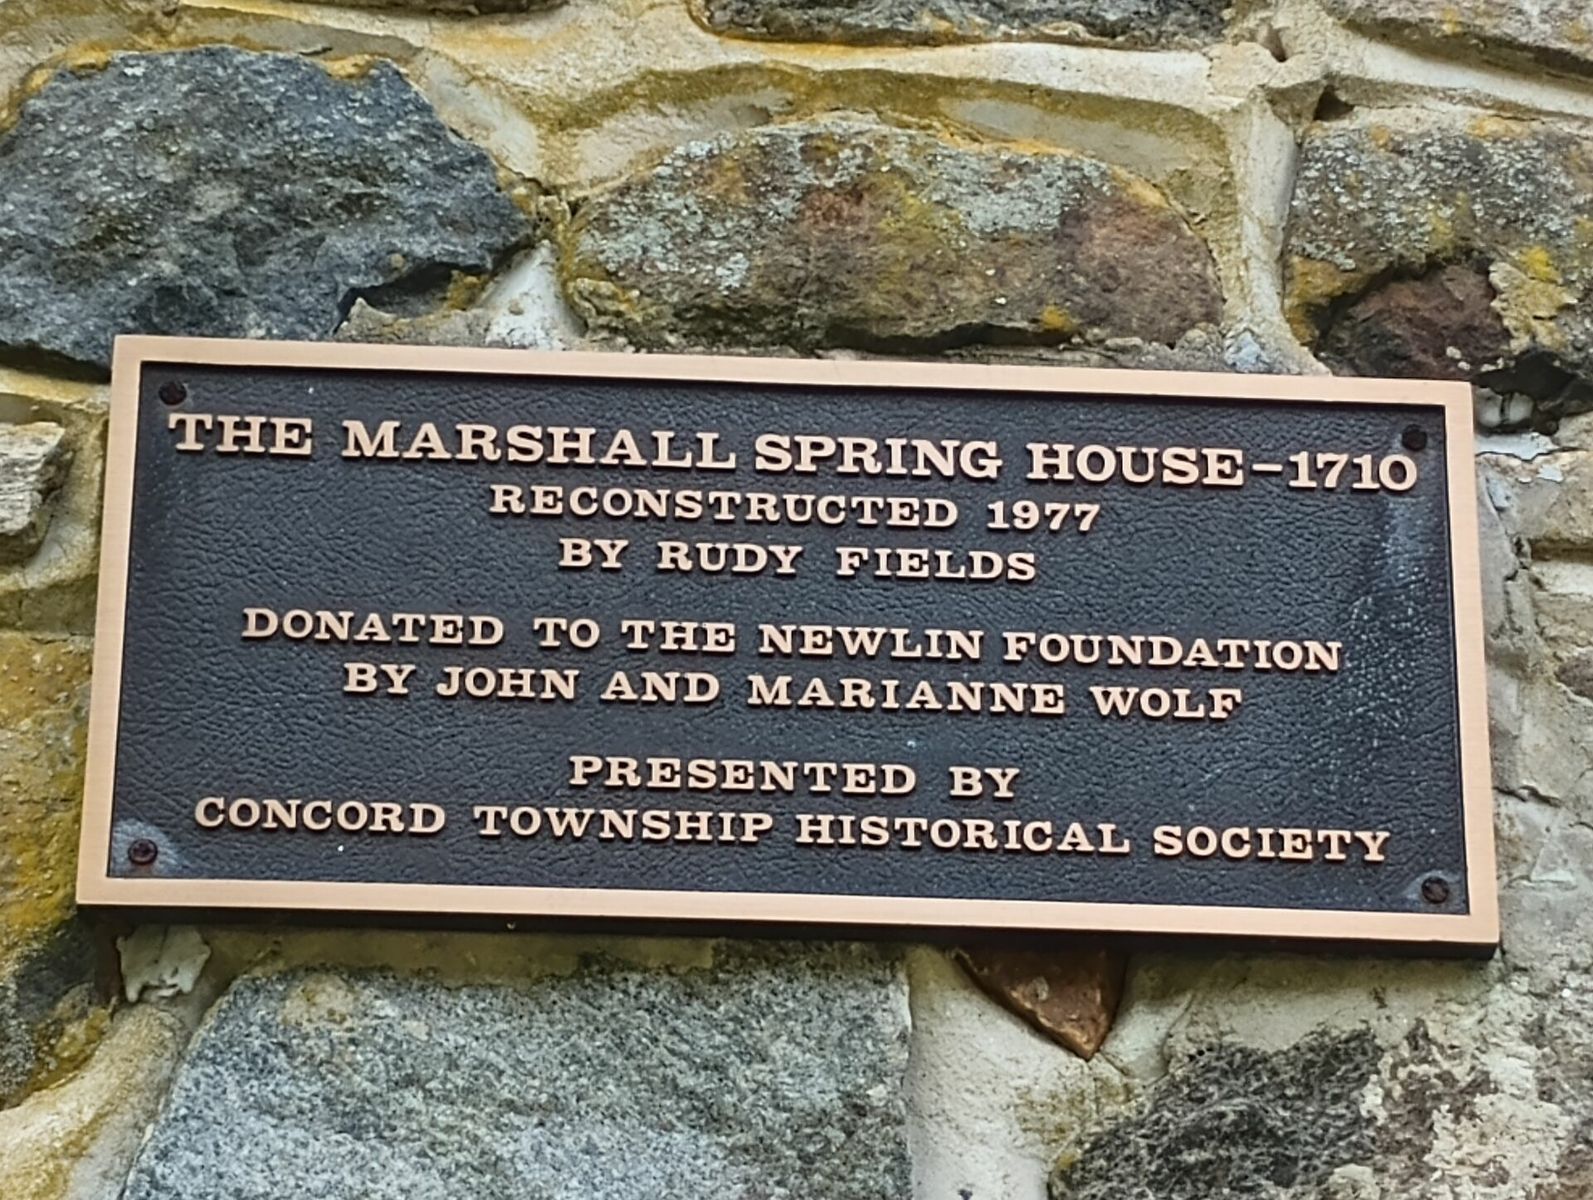 THE MARSHALL SPRING HOUSE–1710
RECONSTRUCTED 1977
BY RUDY FIELDS
DONATED TO THE NEWLIN FOUNDATION
BY JOHN AND MARIANNE WOLF
PRESENTED BY
CONCORD TOWNSHIP HISTORICAL SOCIETY